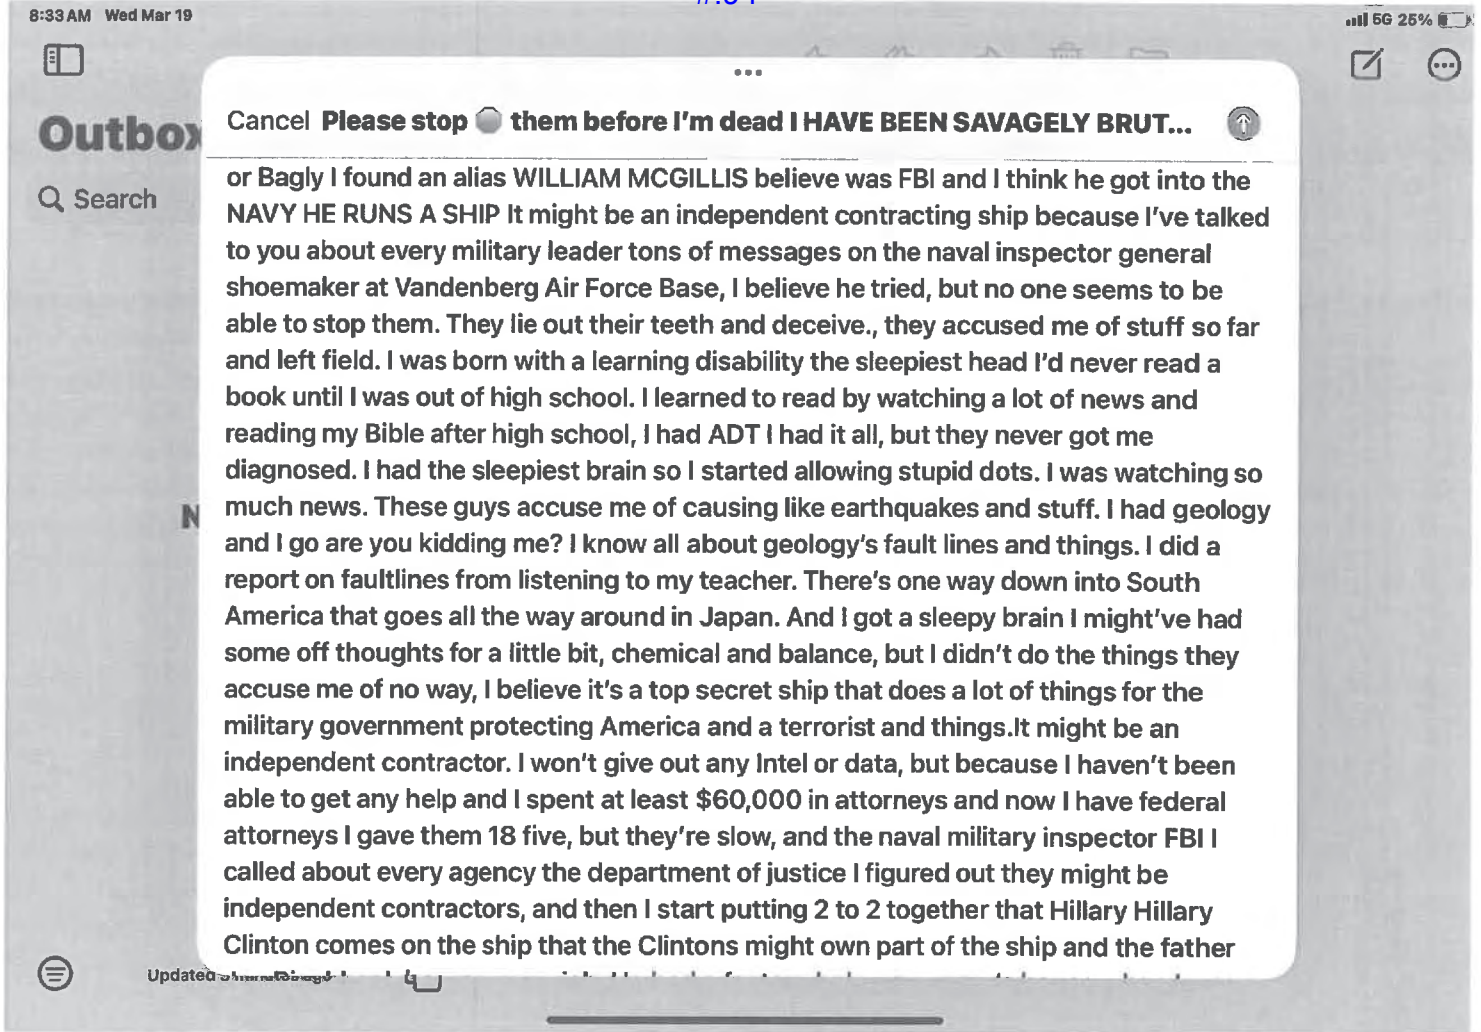 8:33 AM Wed Mar 19
5G 25%
Outbox
Search
Cancel Please stop 🛑 them before I'm dead I HAVE BEEN SAVAGELY BRUT...
or Bagly I found an alias WILLIAM MCGILLIS believe was FBI and I think he got into the
NAVY HE RUNS A SHIP It might be an independent contracting ship because I've talked
to you about every military leader tons of messages on the naval inspector general
shoemaker at Vandenberg Air Force Base, I believe he tried, but no one seems to be
able to stop them. They lie out their teeth and deceive., they accused me of stuff so far
and left field. I was born with a learning disability the sleepiest head I'd never read a
book until I was out of high school. I learned to read by watching a lot of news and
reading my Bible after high school, I had ADT I had it all, but they never got me
diagnosed. I had the sleepiest brain so I started allowing stupid dots. I was watching so
much news. These guys accuse me of causing like earthquakes and stuff. I had geology
and I go are you kidding me? I know all about geology's fault lines and things. I did a
report on faultlines from listening to my teacher. There's one way down into South
America that goes all the way around in Japan. And I got a sleepy brain I might've had
some off thoughts for a little bit, chemical and balance, but I didn't do the things they
accuse me of no way, I believe it's a top secret ship that does a lot of things for the
military government protecting America and a terrorist and things.It might be an
independent contractor. I won't give out any Intel or data, but because I haven't been
able to get any help and I spent at least $60,000 in attorneys and now I have federal
attorneys I gave them 18 five, but they're slow, and the naval military inspector FBI I
called about every agency the department of justice I figured out they might be
independent contractors, and then I start putting 2 to 2 together that Hillary Hillary
Clinton comes on the ship that the Clintons might own part of the ship and the father
Updated